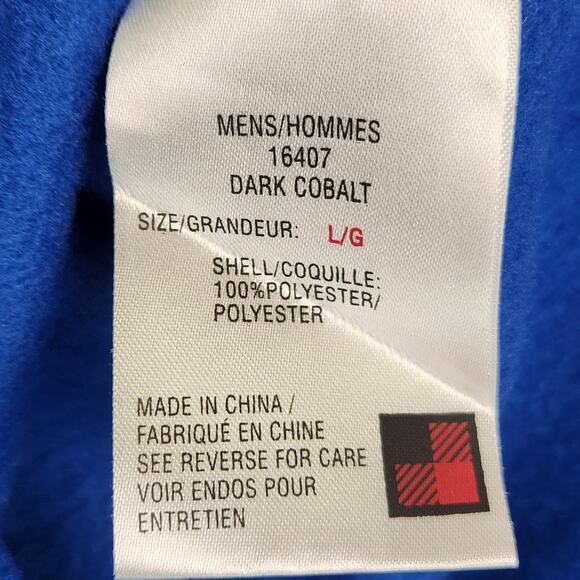 MENS/HOMMES
16407
DARK COBALT
SIZE/GRANDEUR: L/G
SHELL/COQUILLE:
100%POLYESTER/
POLYESTER
MADE IN CHINA /
FABRIQUÉ EN CHINE
SEE REVERSE FOR CARE
VOIR ENDOS POUR
ENTRETIEN